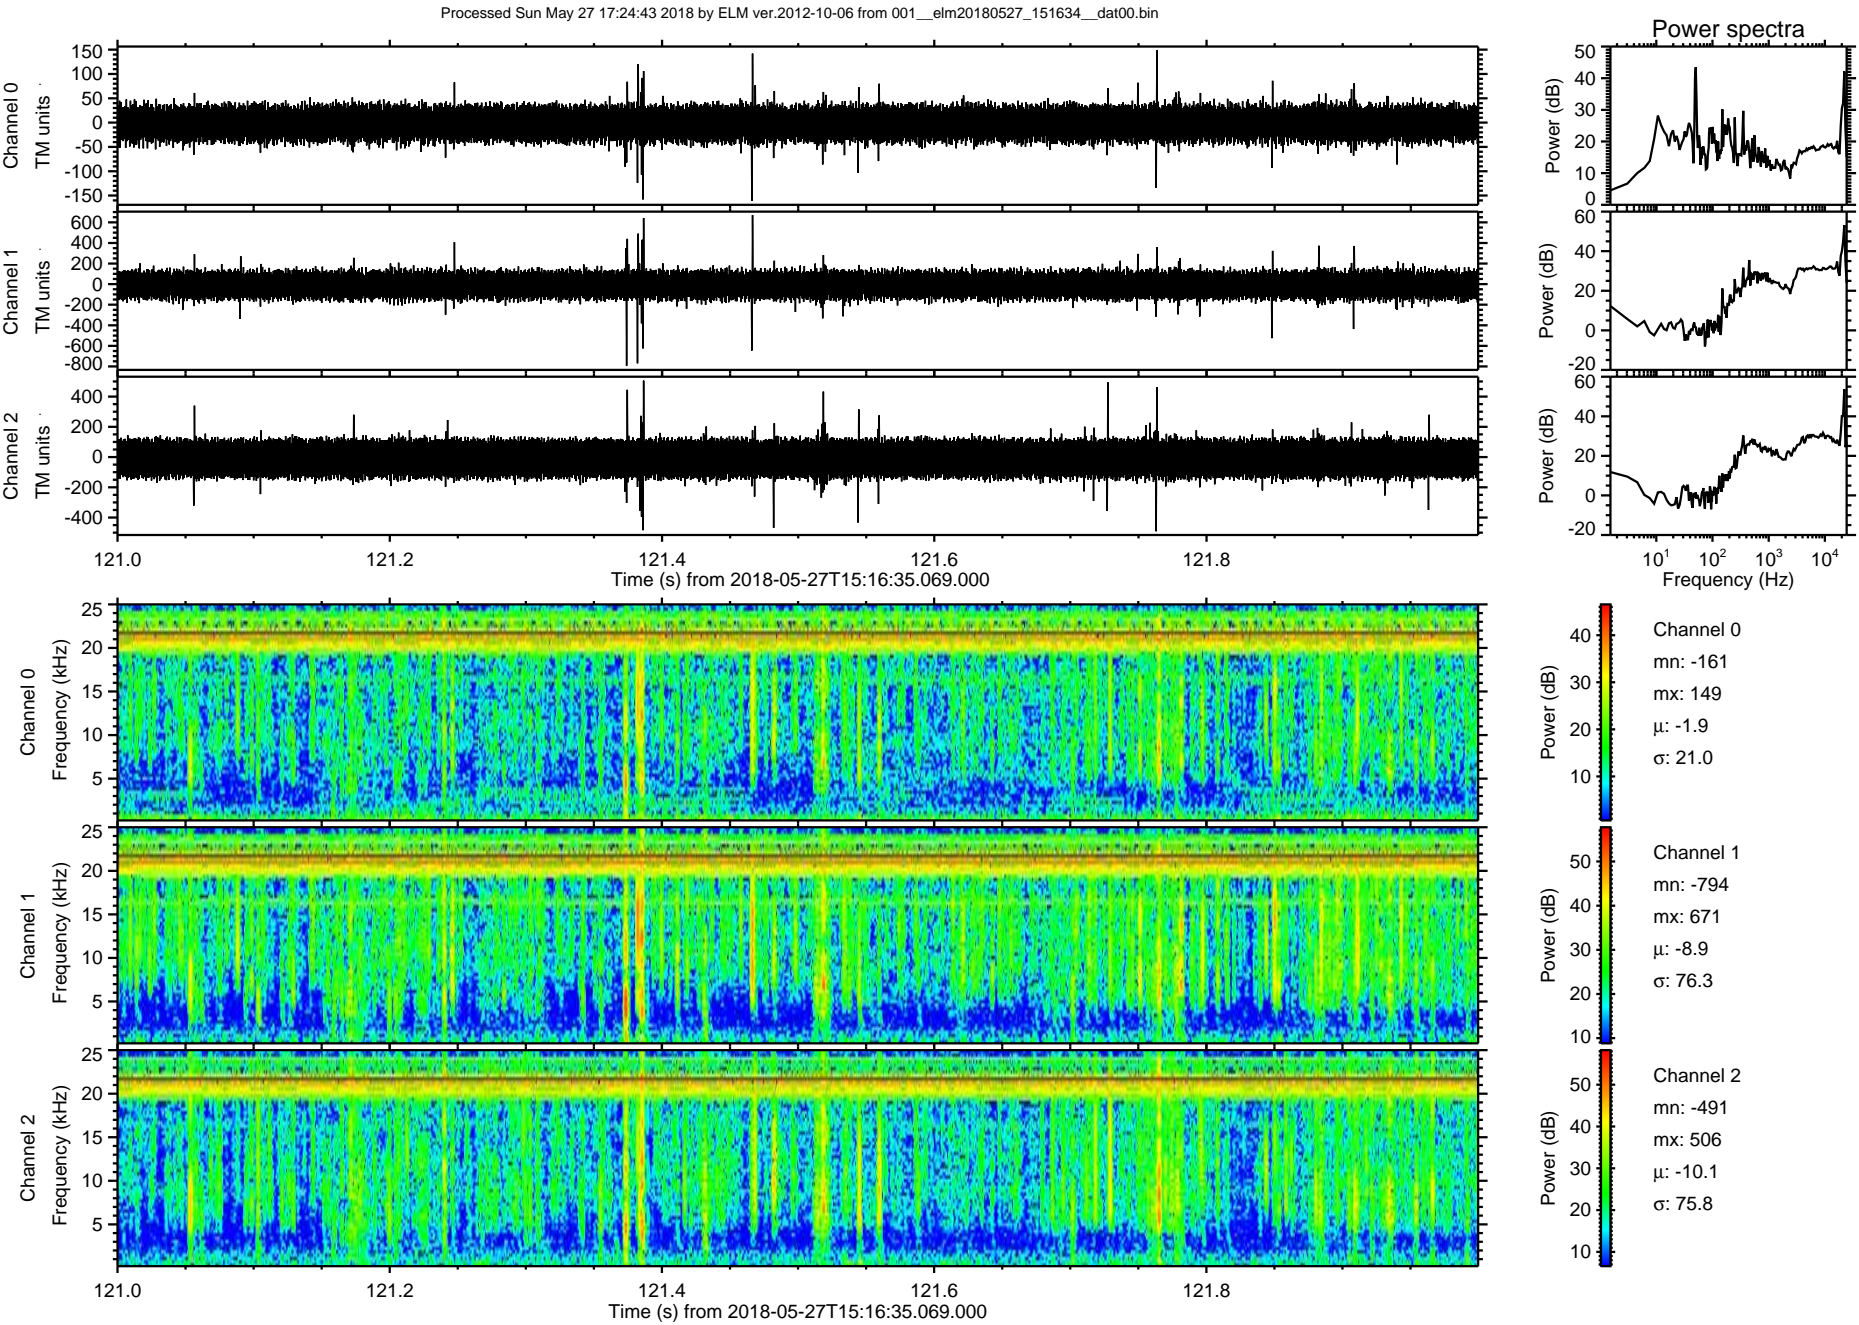 Processed Sun May 27 17:24:43 2018 by ELM ver.2012-10-06 from 001__elm20180527_151634__dat00.bin
Power spectra
Channel 0
TM units
150
100
50
0
-50
-100
-150
Power (dB)
50
40
30
20
10
0
Channel 1
TM units
600
400
200
0
-200
-400
-600
-800
Power (dB)
60
40
20
0
-20
Channel 2
TM units
400
200
0
-200
-400
Power (dB)
60
40
20
0
-20
121.0 121.2 121.4 121.6 121.8
Time (s) from 2018-05-27T15:16:35.069.000
10¹ 10² 10³ 10⁴
Frequency (Hz)
Channel 0
Frequency (kHz)
25
20
15
10
5
Power (dB)
40
30
20
10
Channel 0
mn: -161
mx: 149
μ: -1.9
σ: 21.0
Channel 1
Frequency (kHz)
25
20
15
10
5
Power (dB)
50
40
30
20
10
Channel 1
mn: -794
mx: 671
μ: -8.9
σ: 76.3
Channel 2
Frequency (kHz)
25
20
15
10
5
Power (dB)
50
40
30
20
10
Channel 2
mn: -491
mx: 506
μ: -10.1
σ: 75.8
121.0 121.2 121.4 121.6 121.8
Time (s) from 2018-05-27T15:16:35.069.000